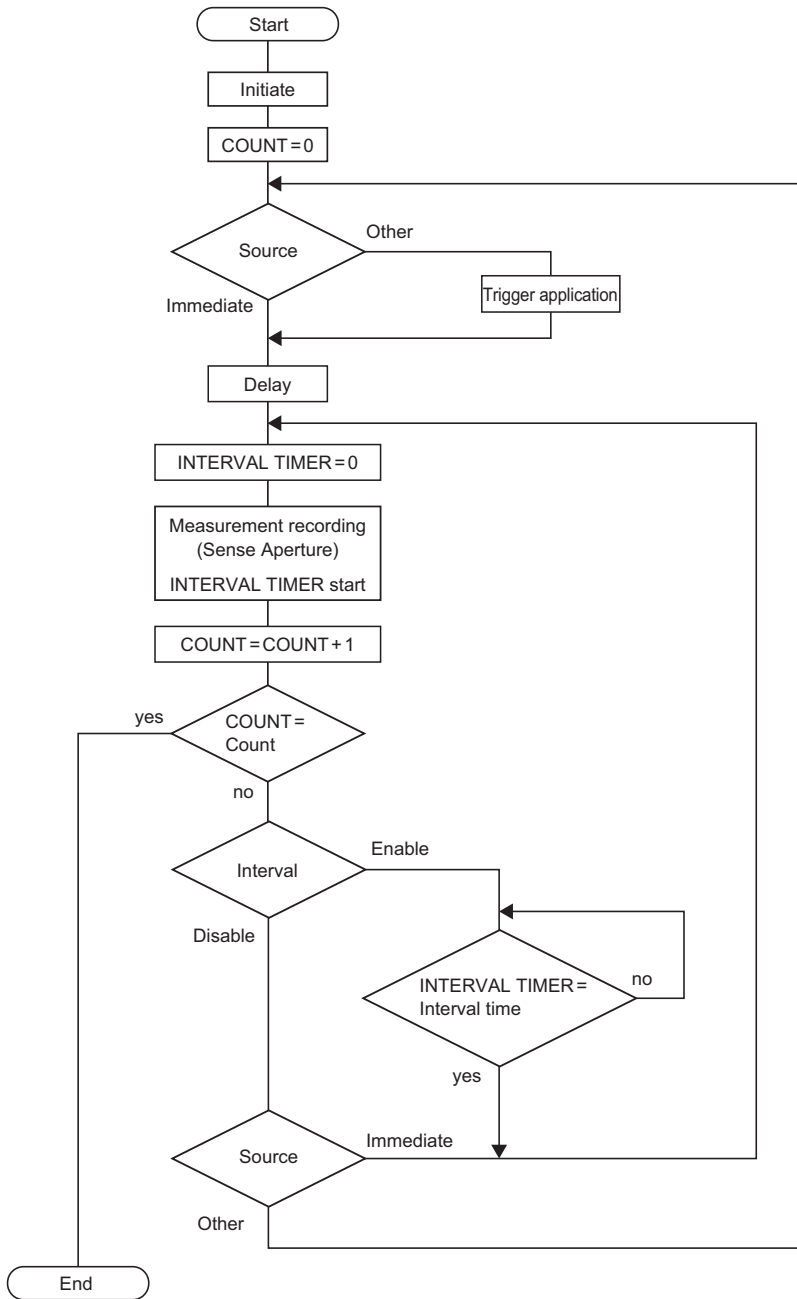 Start
Initiate
COUNT=0
Source
Other
Immediate
Trigger application
Delay
INTERVAL TIMER=0
Measurement recording
(Sense Aperture)
INTERVAL TIMER start
COUNT=COUNT+1
yes
COUNT=
Count
no
Interval
Enable
Disable
INTERVAL TIMER=
Interval time
no
yes
Source
Immediate
Other
End